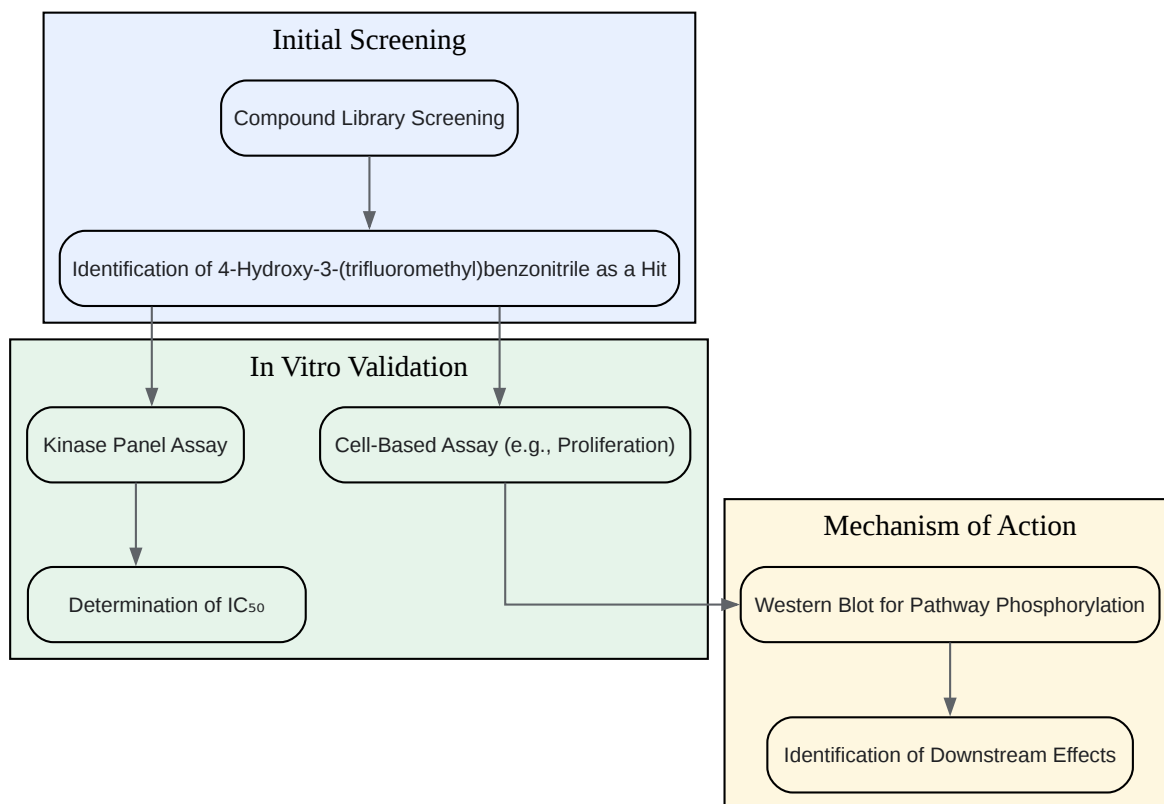 Initial Screening
Compound Library Screening
Identification of 4-Hydroxy-3-(trifluoromethyl)benzonitrile as a Hit
In Vitro Validation
Kinase Panel Assay
Cell-Based Assay (e.g., Proliferation)
Determination of IC₅₀
Mechanism of Action
Western Blot for Pathway Phosphorylation
Identification of Downstream Effects